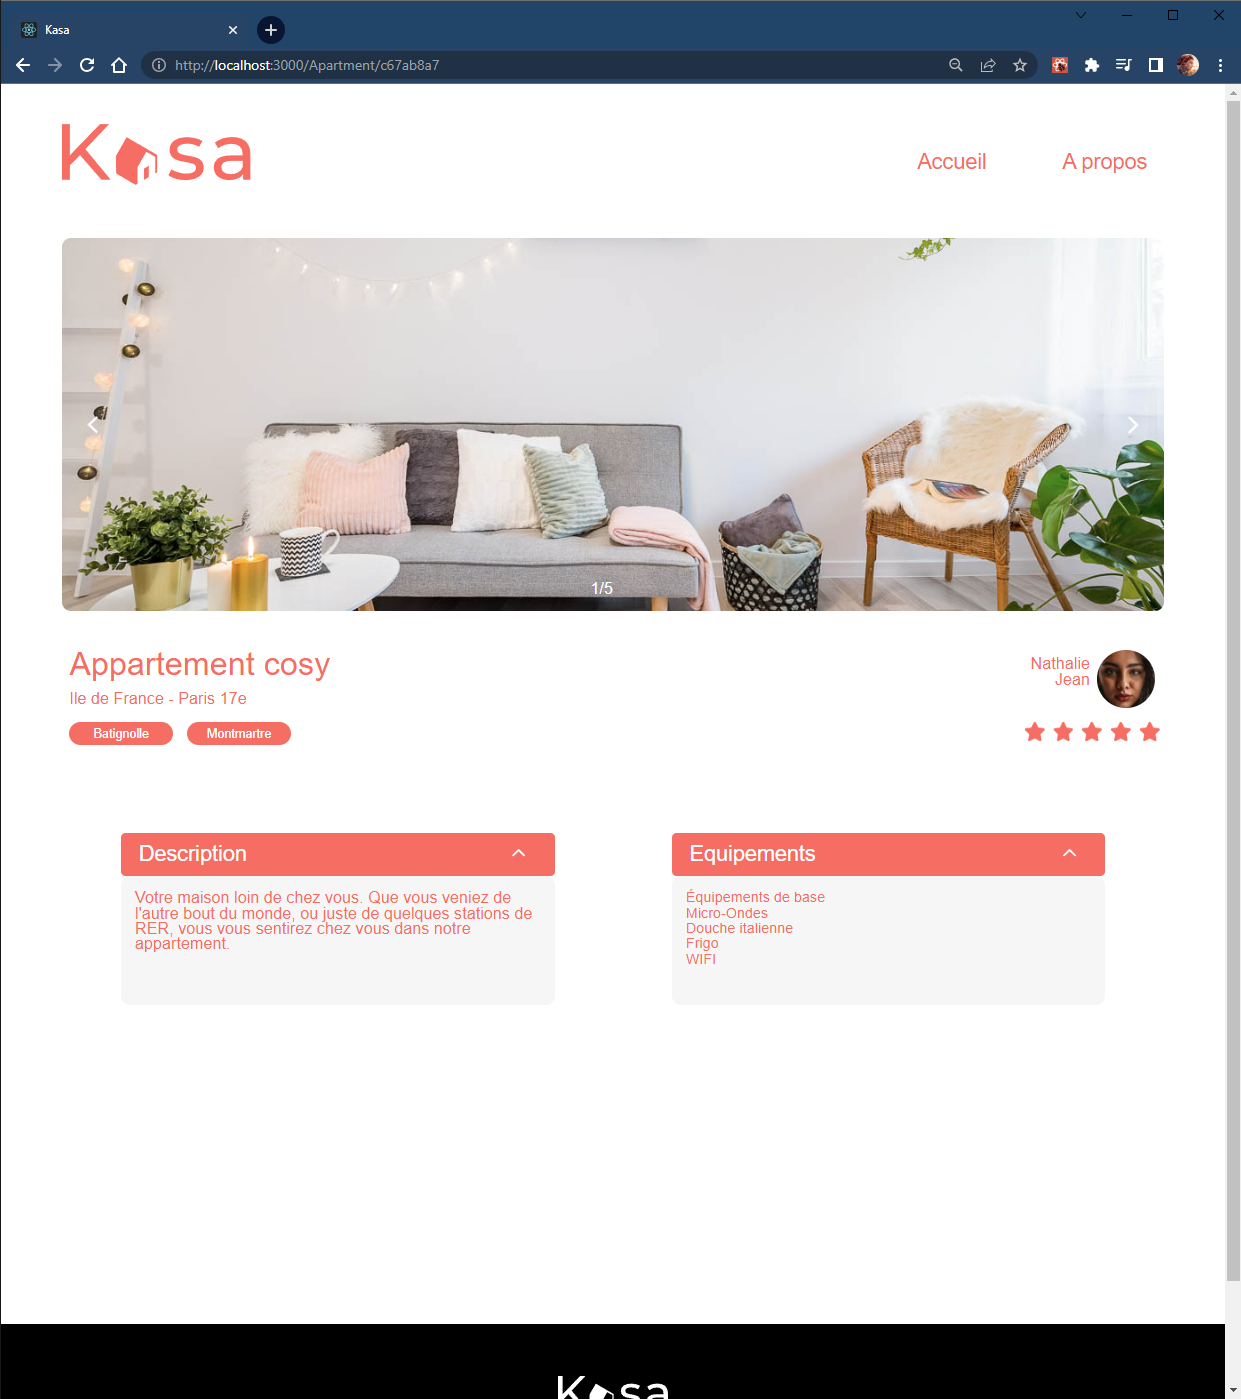 Kasa
http://localhost:3000/Apartment/c67ab8a7
Kasa
Accueil
A propos
1/5
Appartement cosy
Ile de France - Paris 17e
Batignolle
Montmartre
Nathalie
Jean
Description
Votre maison loin de chez vous. Que vous veniez de
l'autre bout du monde, ou juste de quelques stations de
RER, vous vous sentirez chez vous dans notre
appartement.
Equipements
Équipements de base
Micro-Ondes
Douche italienne
Frigo
WIFI
Kasa